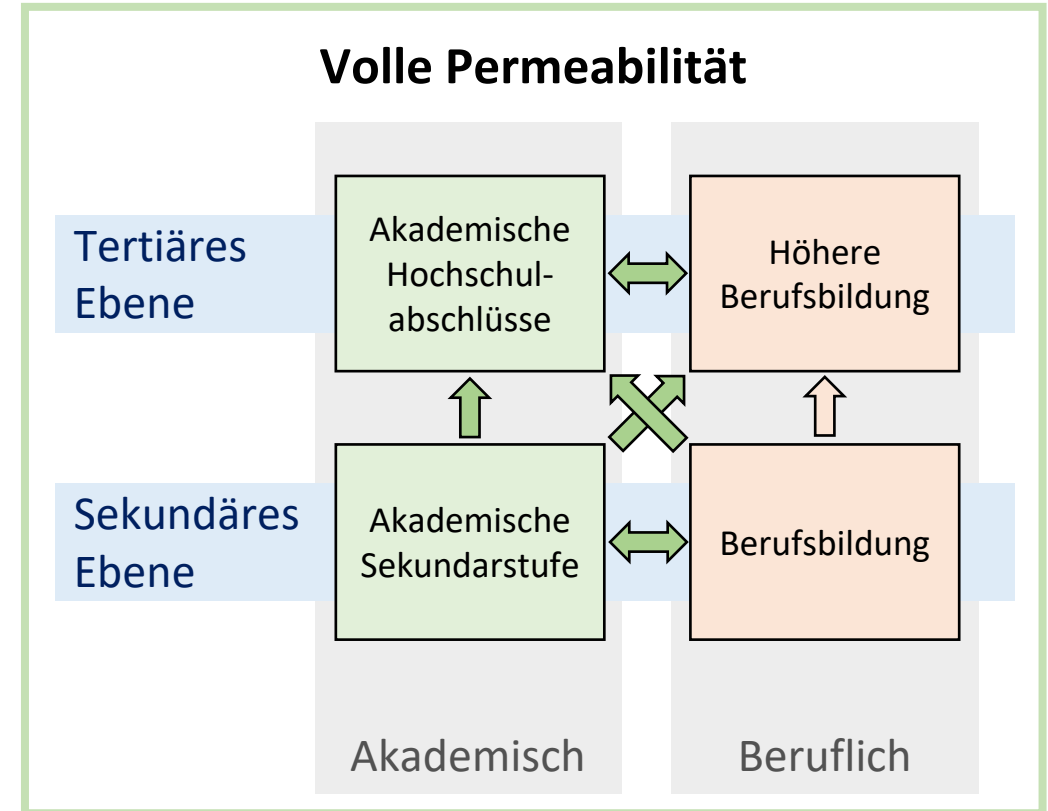 Volle Permeabilität
Tertiäres
Ebene
Akademische
Hochschul-
abschlüsse
Höhere
Berufsbildung
Sekundäres
Ebene
Akademische
Sekundarstufe
Berufsbildung
Akademisch
Beruflich